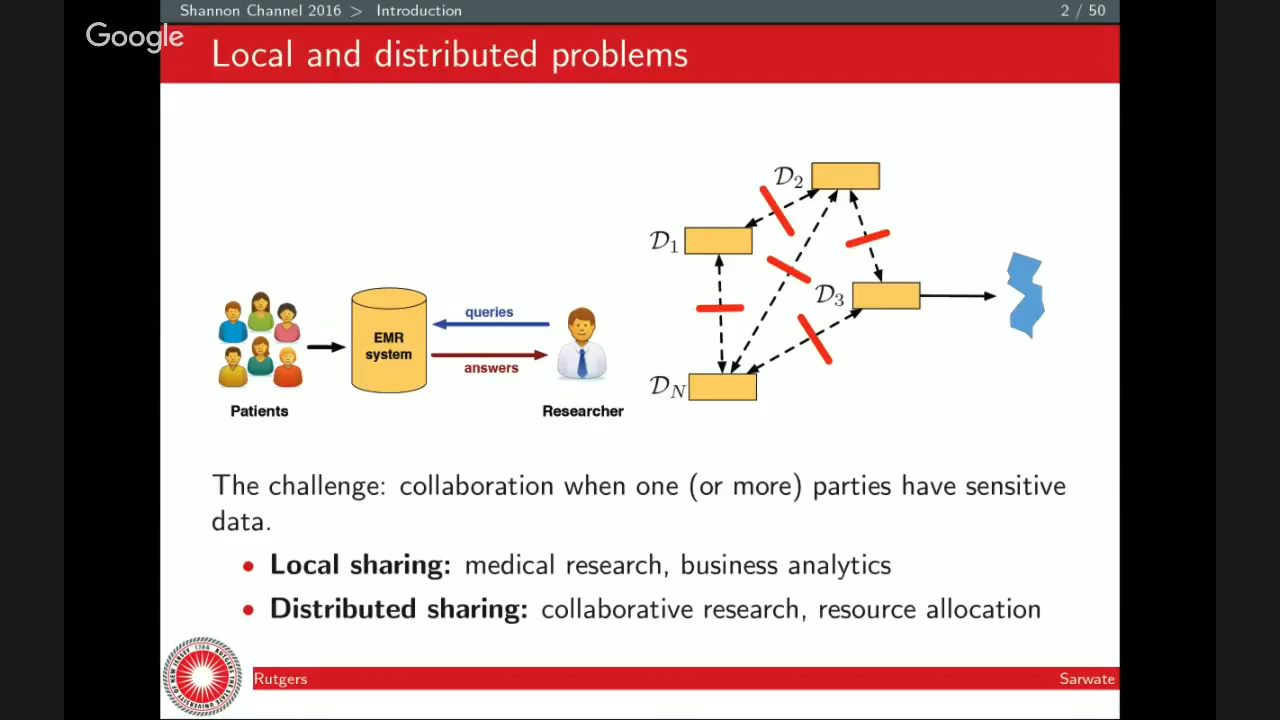 Shannon Channel 2016 > Introduction 2 / 50
Google
Local and distributed problems
D2
D1
D3
DN
queries
EMR
system
answers
Patients
Researcher
The challenge: collaboration when one (or more) parties have sensitive
data.
• Local sharing: medical research, business analytics
• Distributed sharing: collaborative research, resource allocation
Rutgers
Sarwate